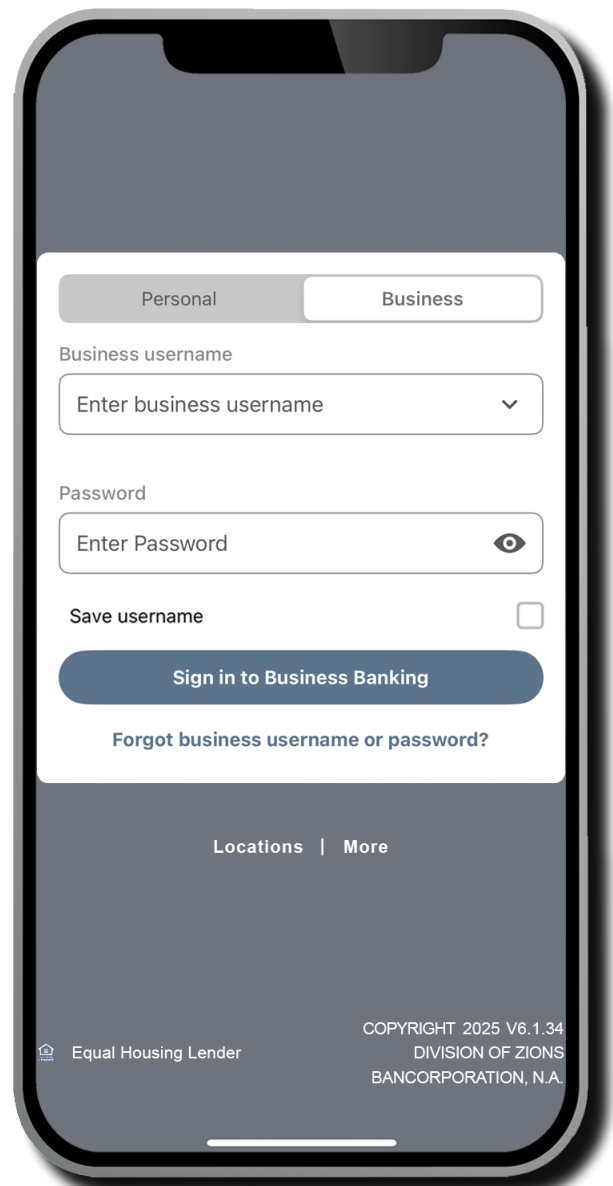 Personal
Business
Business username
Enter business username
Password
Enter Password
Save username
Sign in to Business Banking
Forgot business username or password?
Locations | More
COPYRIGHT 2025 V6.1.34
Equal Housing Lender
DIVISION OF ZIONS
BANCORPORATION, N.A.